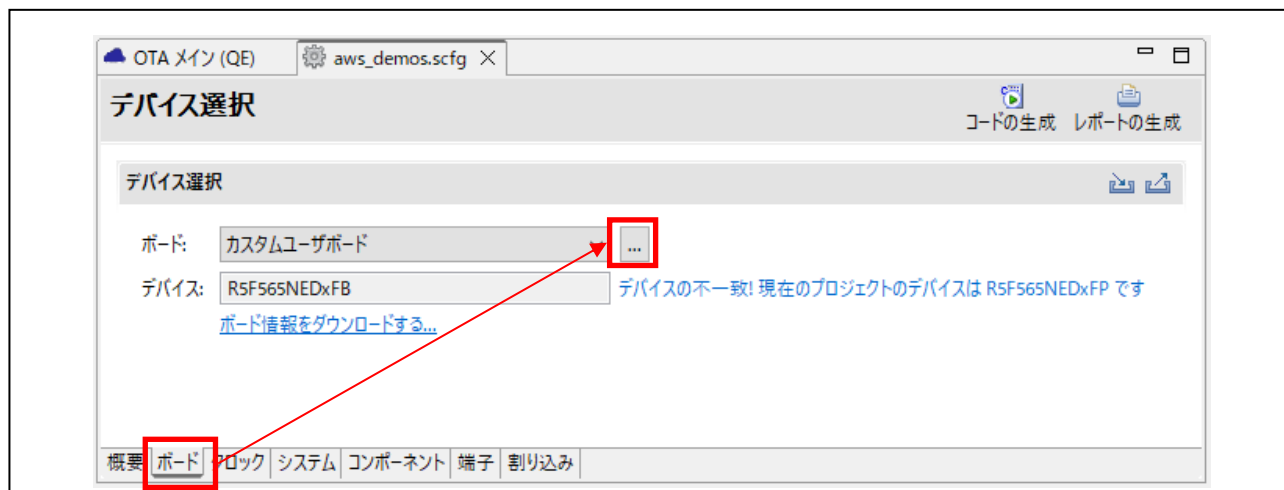 OTA メイン (QE) aws_demos.scfg
デバイス選択
コードの生成 レポートの生成
デバイス選択
ボード: カスタムユーザボード ...
デバイス: R5F565NEDxFB デバイスの不一致! 現在のプロジェクトのデバイスは R5F565NEDxFP です
ボード情報をダウンロードする...
概要 ボード クロック システム コンポーネント 端子 割り込み